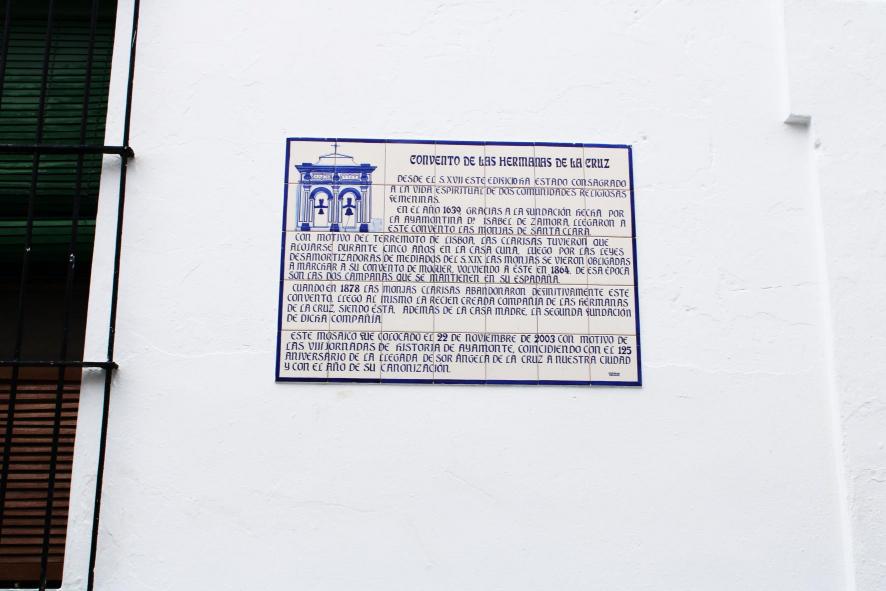 CONVENTO DE LAS HERMANAS DE LA CRUZ
DESDE EL S.XVII ESTE EDIFICIO HA ESTADO CONSAGRADO
A LA VIDA ESPIRITUAL DE DOS COMUNIDADES RELIGIOSAS
FEMENINAS.
EN EL AÑO 1639, GRACIAS A LA FUNDACIÓN HECHA POR
LA AYAMONTINA Dª ISABEL DE ZAMORA, LLEGARON A
ESTE CONVENTO LAS MONJAS DE SANTA CLARA.
CON MOTIVO DEL TERREMOTO DE LISBOA, LAS CLARISAS TUVIERON QUE
ALOJARSE DURANTE CINCO AÑOS EN LA CASA CUNA. LUEGO POR LAS LEYES
DESAMORTIZADORAS DE MEDIADOS DEL S.XIX LAS MONJAS SE VIERON OBLIGADAS
A MARCHAR A SU CONVENTO DE MOGUER, VOLVIENDO A ÉSTE EN 1864. DE ESA ÉPOCA
SON LAS DOS CAMPANAS QUE SE MANTIENEN EN SU ESPADAÑA.
CUANDO EN 1878 LAS MONJAS CLARISAS ABANDONARON DEFINITIVAMENTE ESTE
CONVENTO, LLEGÓ AL MISMO LA RECIEN CREADA COMPAÑÍA DE LAS HERMANAS
DE LA CRUZ, SIENDO ÉSTA, ADEMÁS DE LA CASA MADRE, LA SEGUNDA FUNDACIÓN
DE DICHA COMPAÑÍA.
ESTE MOSAICO FUE COLOCADO EL 22 DE NOVIEMBRE DE 2003 CON MOTIVO DE
LAS VIII JORNADAS DE HISTORIA DE AYAMONTE, COINCIDIENDO CON EL 125
ANIVERSARIO DE LA LLEGADA DE SOR ÁNGELA DE LA CRUZ A NUESTRA CIUDAD
Y CON EL AÑO DE SU CANONIZACIÓN.